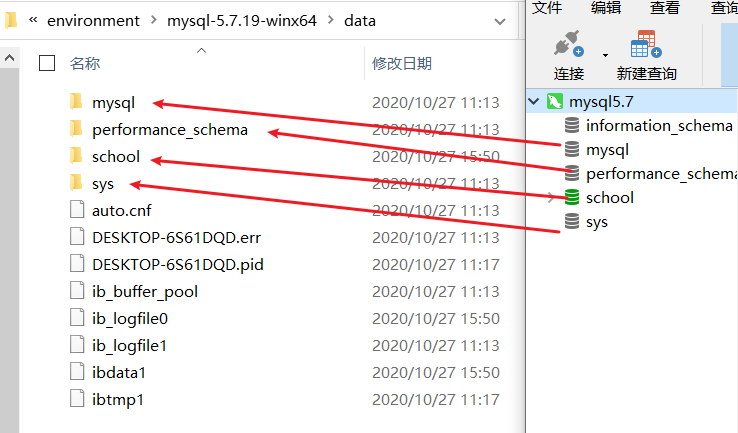 « environment › mysql-5.7.19-winx64 › data
名称 修改日期
mysql 2020/10/27 11:13
performance_schema 2020/10/27 11:13
school 2020/10/27 15:50
sys 2020/10/27 11:13
auto.cnf 2020/10/27 11:13
DESKTOP-6S61DQD.err 2020/10/27 11:13
DESKTOP-6S61DQD.pid 2020/10/27 11:17
ib_buffer_pool 2020/10/27 11:13
ib_logfile0 2020/10/27 15:50
ib_logfile1 2020/10/27 11:13
ibdata1 2020/10/27 15:50
ibtmp1 2020/10/27 11:17
文件 编辑 查看 查询
连接 新建查询
mysql5.7
information_schema
mysql
performance_schema
school
sys